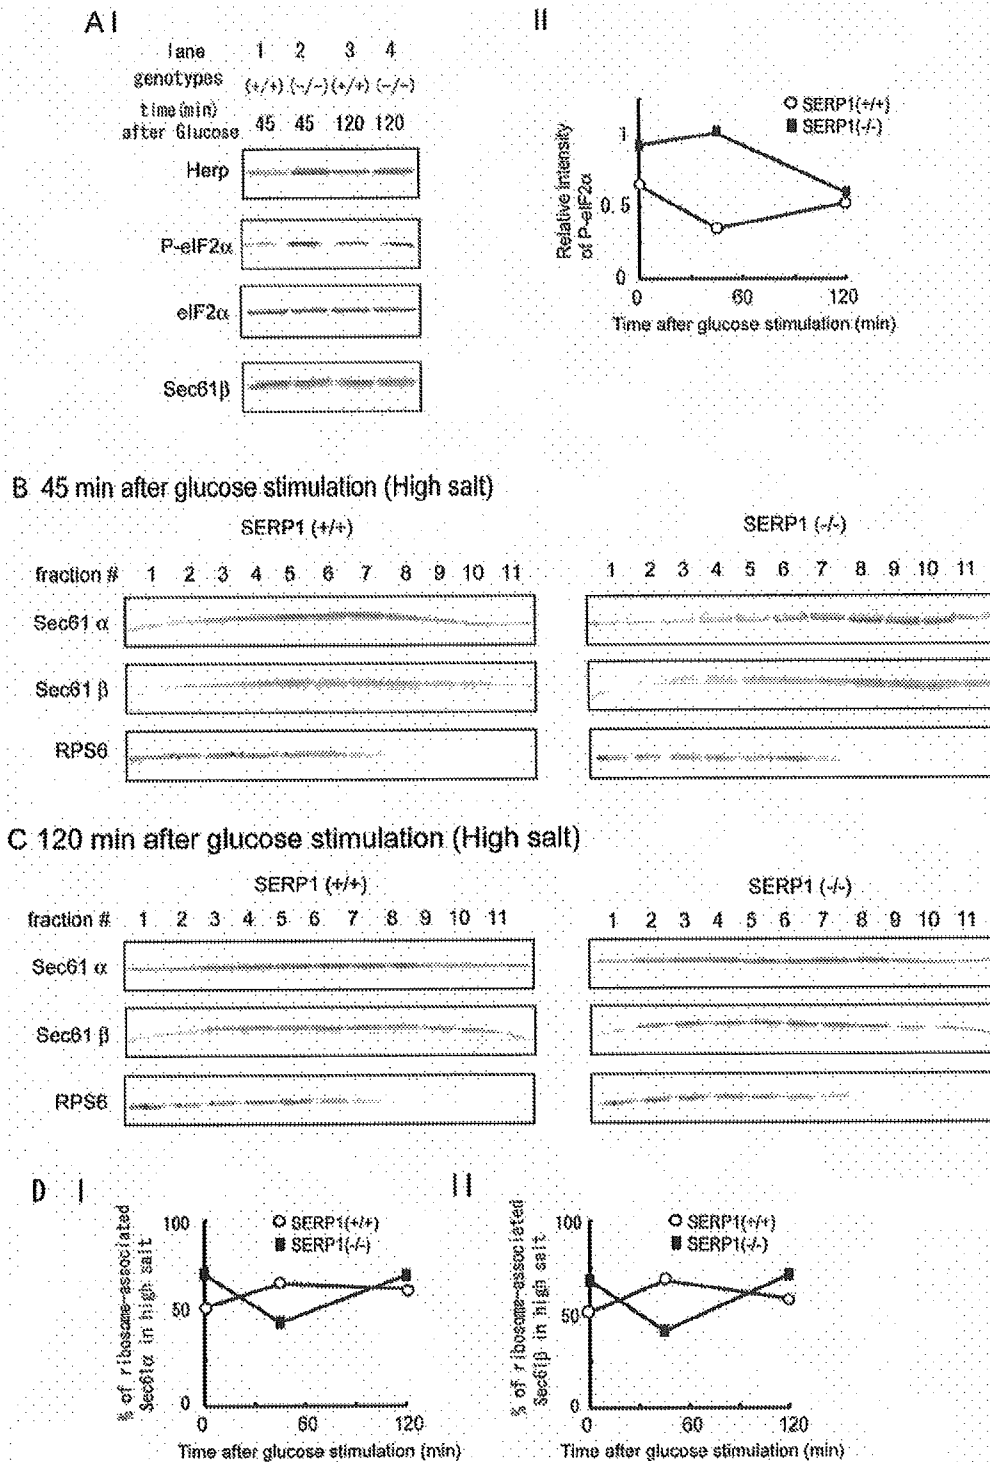 A I
lane 1 2 3 4
genotypes (+/+) (-/-) (+/+) (-/-)
time(min)
after Glucose 45 45 120 120
Herp
P-eIF2α
eIF2α
Sec61β
II
SERP1(+/+)
SERP1(-/-)
Relative intensity
of P-eIF2α
1
0.5
0
0 60 120
Time after glucose stimulation (min)
B 45 min after glucose stimulation (High salt)
SERP1 (+/+)
SERP1 (-/-)
fraction # 1 2 3 4 5 6 7 8 9 10 11
1 2 3 4 5 6 7 8 9 10 11
Sec61 α
Sec61 β
RPS6
C 120 min after glucose stimulation (High salt)
SERP1 (+/+)
SERP1 (-/-)
fraction # 1 2 3 4 5 6 7 8 9 10 11
1 2 3 4 5 6 7 8 9 10 11
Sec61 α
Sec61 β
RPS6
D I
% of ribosome-associated
Sec61α in high salt
100
50
0
SERP1(+/+)
SERP1(-/-)
0 60 120
Time after glucose stimulation (min)
II
% of ribosome-associated
Sec61β in high salt
100
50
0
SERP1(+/+)
SERP1(-/-)
0 60 120
Time after glucose stimulation (min)